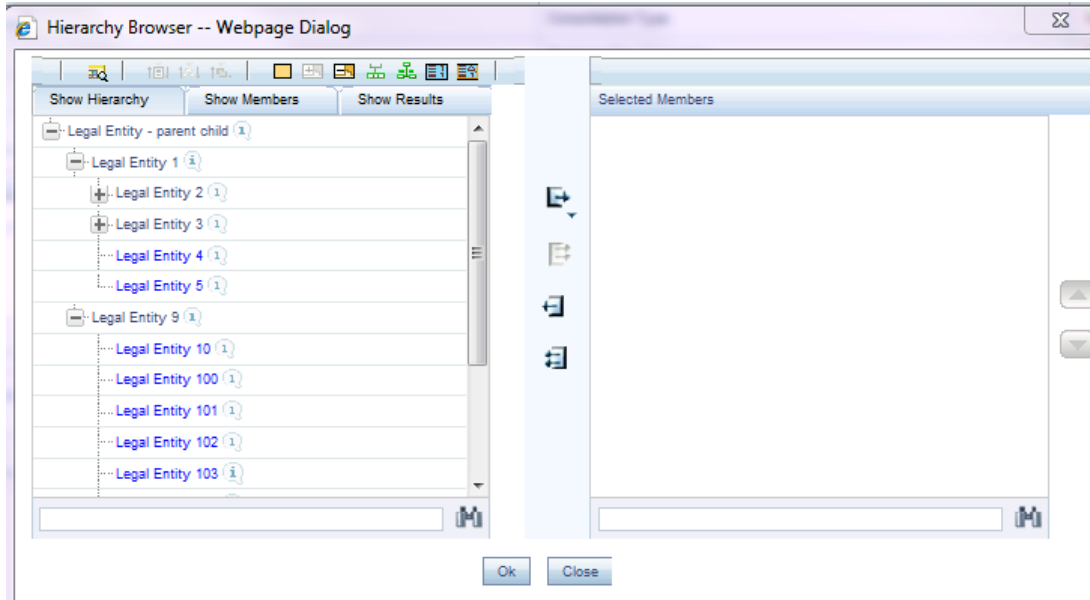 Hierarchy Browser -- Webpage Dialog
Show Hierarchy
Show Members
Show Results
Selected Members
Legal Entity - parent child
Legal Entity 1
Legal Entity 2
Legal Entity 3
Legal Entity 4
Legal Entity 5
Legal Entity 9
Legal Entity 10
Legal Entity 100
Legal Entity 101
Legal Entity 102
Legal Entity 103
Ok
Close